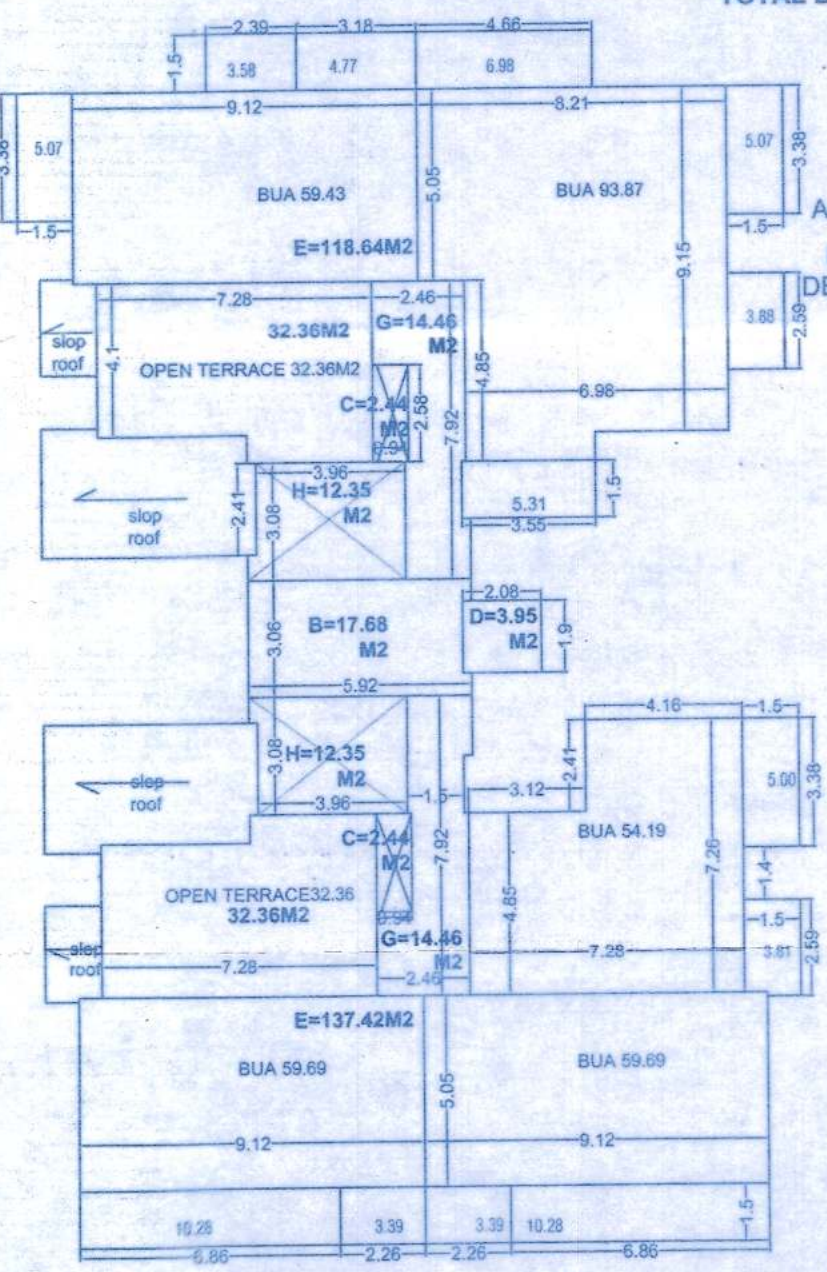 2.39 3.18 4.66
1.5 3.58 4.77 6.98
9.12 8.21
3.38 5.07 5.07 3.38
BUA 59.43 5.05 BUA 93.87
1.5 1.5
E=118.64M2 9.15
7.28 2.46
3.88 2.59
32.36M2 G=14.46
M2
slop
roof
4.1 OPEN TERRACE 32.36M2
4.85 6.98
C=2.44
M2
2.58 7.92
3.96
H=12.35
M2
2.41 3.08
slop
roof
5.31 1.5
3.55
2.08
B=17.68
M2
D=3.95
M2
3.06 1.9
5.92
4.16 1.5
H=12.35
M2
3.08 2.41
slop
roof
5.00 3.38
3.96 1.5 3.12
C=2.44
M2
7.92 BUA 54.19 7.26
1.4
OPEN TERRACE32.36
32.36M2
4.85
1.5
G=14.46
M2
slop
roof
7.28 2.46 7.28 3.81 2.59
E=137.42M2
BUA 59.69 BUA 59.69
5.05
9.12 9.12
10.28 3.39 3.39 10.28 1.5
6.86 2.26 2.26 6.86